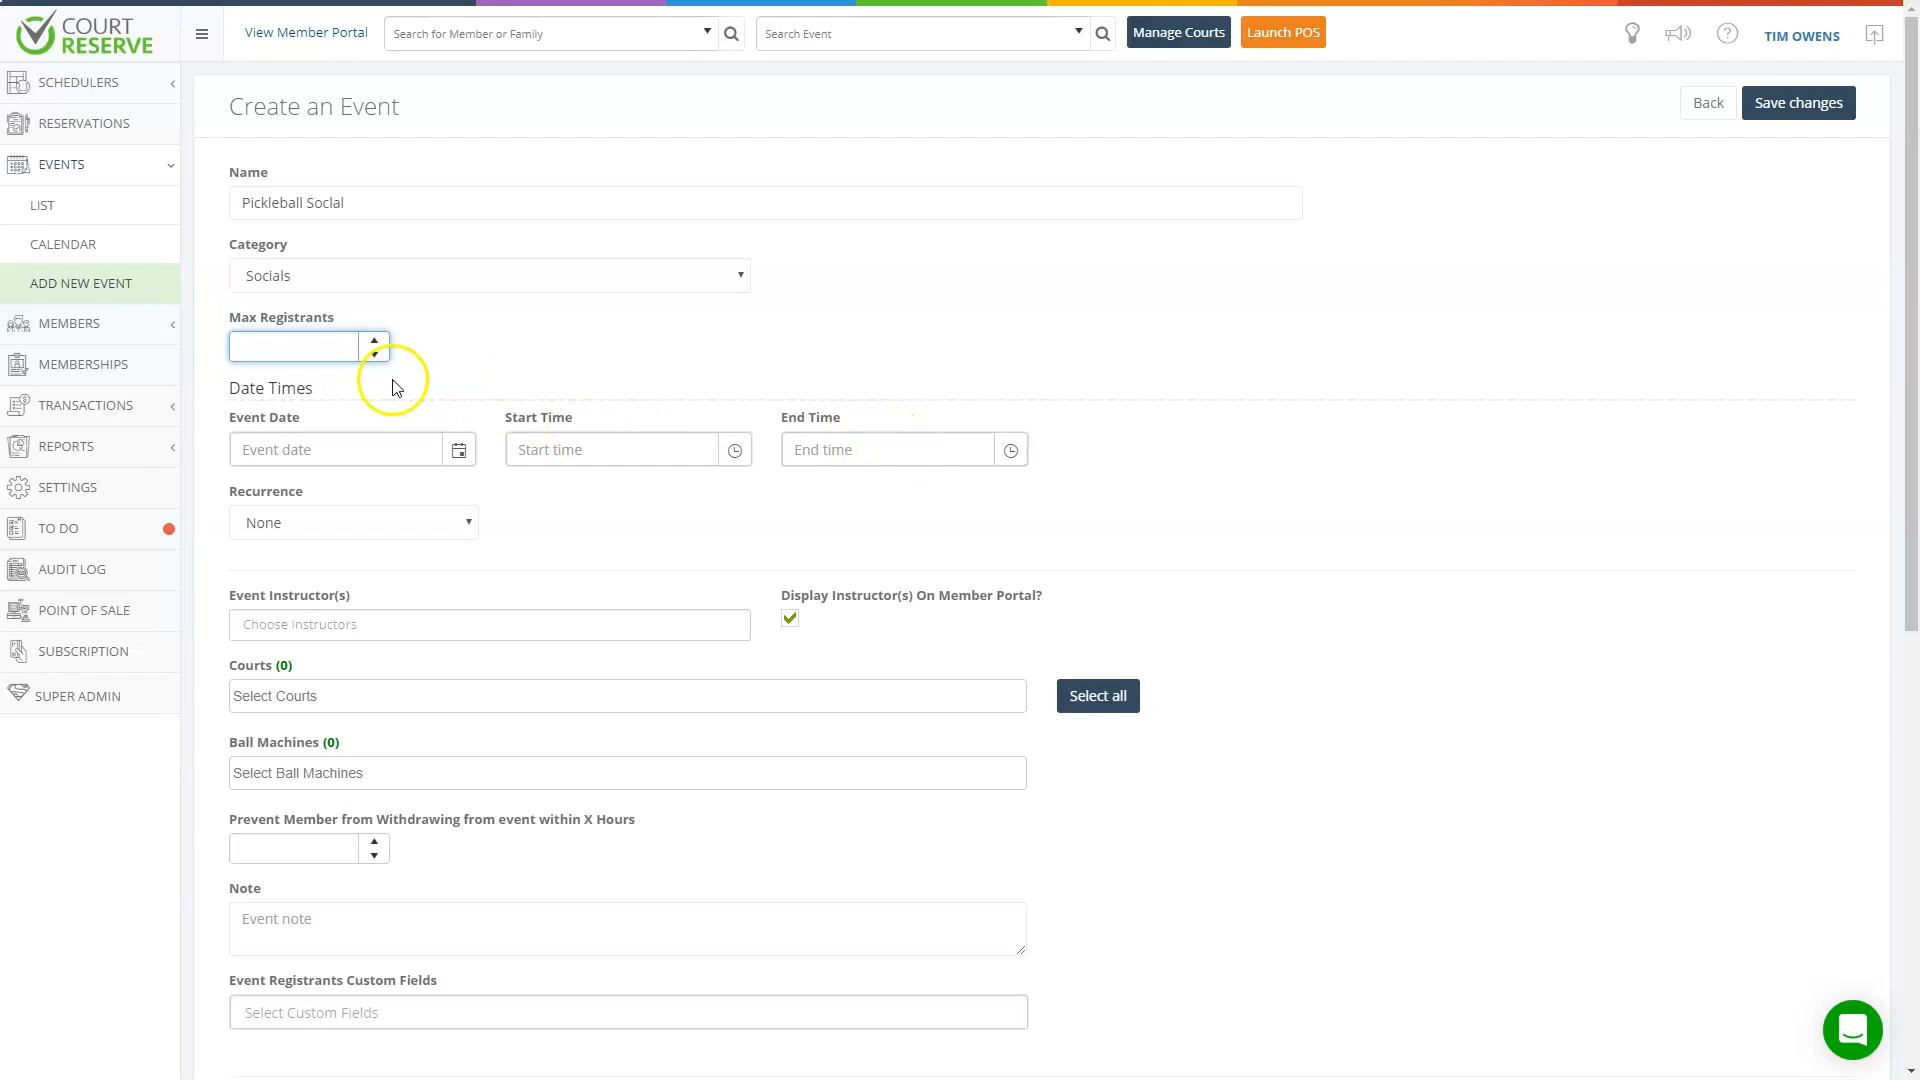 COURT
RESERVE
View Member Portal
Search for Member or Family
Search Event
Manage Courts
Launch POS
TIM OWENS
SCHEDULERS
RESERVATIONS
EVENTS
LIST
CALENDAR
ADD NEW EVENT
MEMBERS
MEMBERSHIPS
TRANSACTIONS
REPORTS
SETTINGS
TO DO
AUDIT LOG
POINT OF SALE
SUBSCRIPTION
SUPER ADMIN
Create an Event
Back
Save changes
Name
Pickleball Soclal
Category
Socials
Max Registrants
Date Times
Event Date
Start Time
End Time
Event date
Start time
End time
Recurrence
None
Event Instructor(s)
Display Instructor(s) On Member Portal?
Choose instructors
Courts (0)
Select Courts
Select all
Ball Machines (0)
Select Ball Machines
Prevent Member from Withdrawing from event within X Hours
Note
Event note
Event Registrants Custom Fields
Select Custom Fields